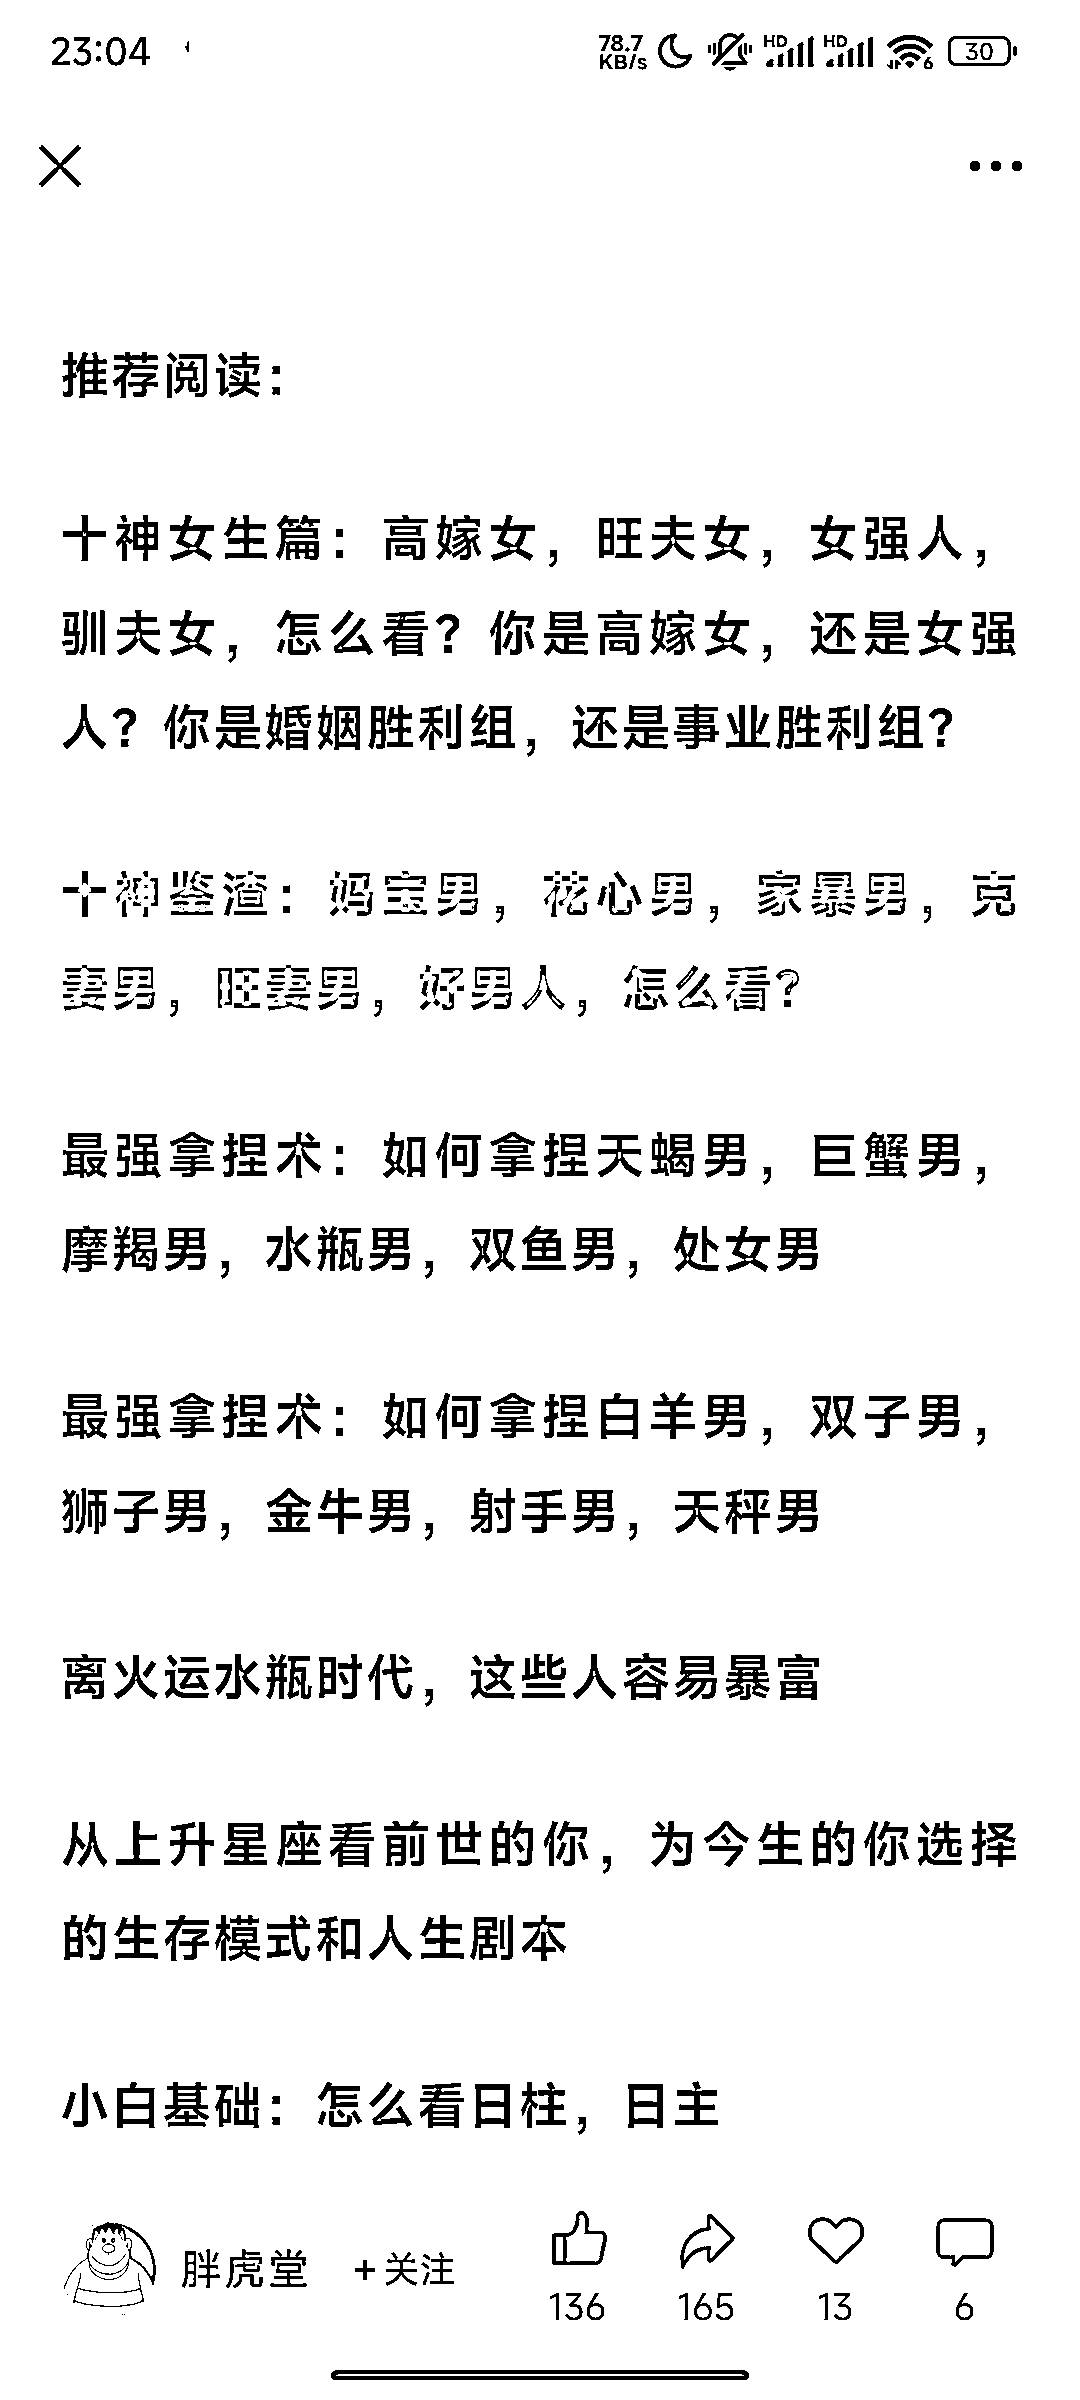 23:04
78.7 KB/s HD HD 6 30
推荐阅读：
十神女生篇：高嫁女，旺夫女，女强人，
驯夫女，怎么看？你是高嫁女，还是女强
人？你是婚姻胜利组，还是事业胜利组？
十神鉴渣：妈宝男，花心男，家暴男，克
妻男，旺妻男，好男人，怎么看？
最强拿捏术：如何拿捏天蝎男，巨蟹男，
摩羯男，水瓶男，双鱼男，处女男
最强拿捏术：如何拿捏白羊男，双子男，
狮子男，金牛男，射手男，天秤男
离火运水瓶时代，这些人容易暴富
从上升星座看前世的你，为今生的你选择
的生存模式和人生剧本
小白基础：怎么看日柱，日主
胖虎堂 +关注
136 165 13 6